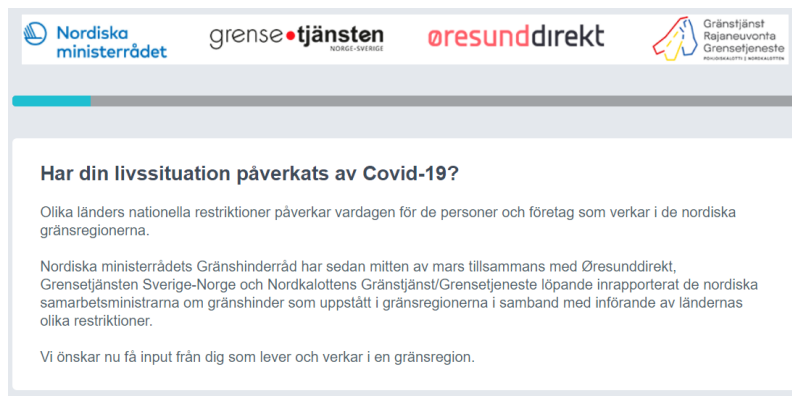 Nordiska
ministerrådet
grense tjänsten
NORGE-SVERIGE
øresunddırekt
Gränstjänst
Rajaneuvonta
Grensetjeneste
POHJOISKALOTTI | NORDKALOTTEN
Har din livssituation påverkats av Covid-19?
Olika länders nationella restriktioner påverkar vardagen för de personer och företag som verkar i de nordiska
gränsregionerna.
Nordiska ministerrådets Gränshinderråd har sedan mitten av mars tillsammans med Øresunddirekt,
Grensetjänsten Sverige-Norge och Nordkalottens Gränstjänst/Grensetjeneste löpande inrapporterat de nordiska
samarbetsministrarna om gränshinder som uppstått i gränsregionerna i samband med införande av ländernas
olika restriktioner.
Vi önskar nu få input från dig som lever och verkar i en gränsregion.